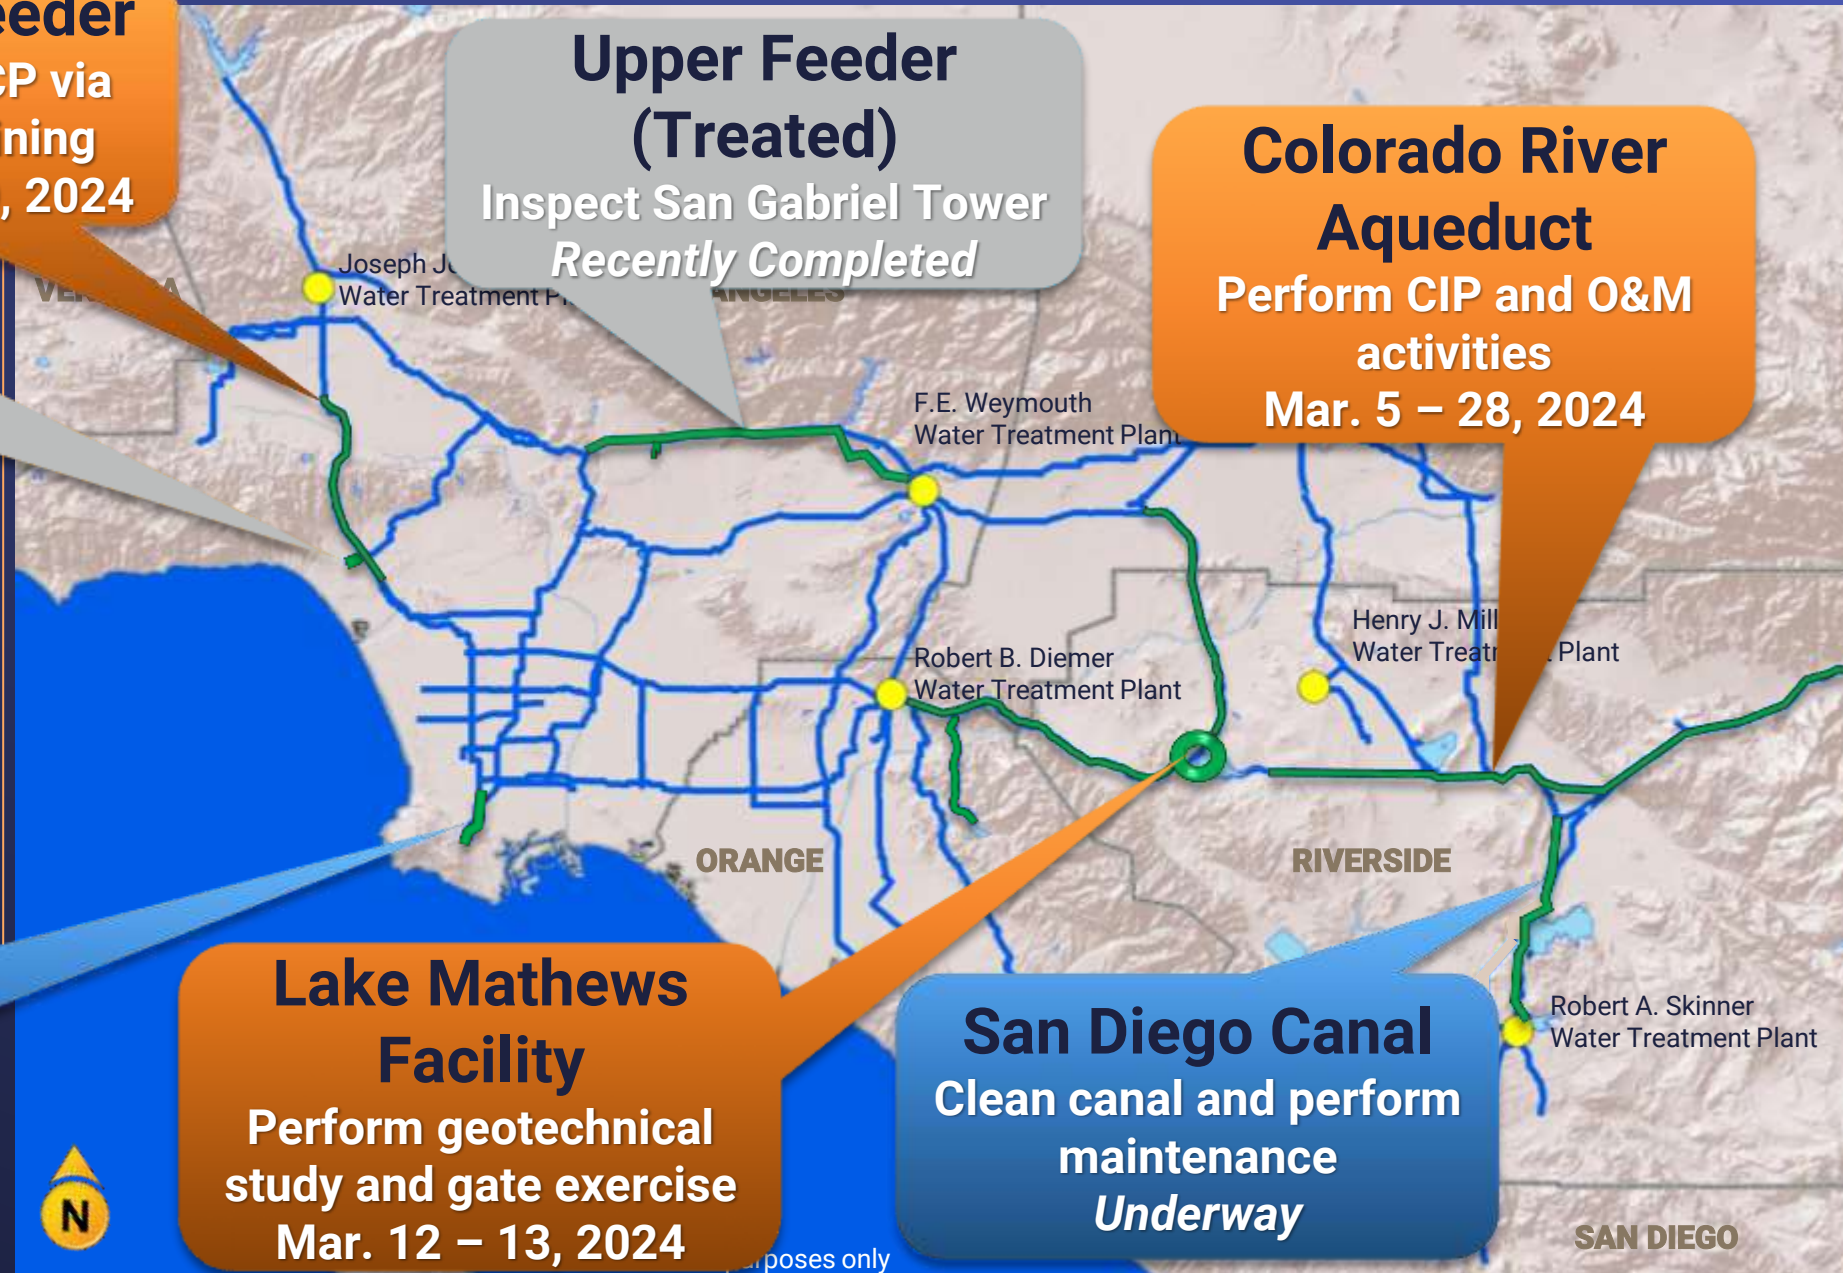 eeder
CP via
ning
, 2024
Upper Feeder
(Treated)
Inspect San Gabriel Tower
Recently Completed
Colorado River
Aqueduct
Perform CIP and O&M
activities
Mar. 5 – 28, 2024
Joseph
Water Treatment
ANGELES
F.E. Weymouth
Water Treatment Plant
Henry J. Mill
Water Treat Plant
Robert B. Diemer
Water Treatment Plant
ORANGE
RIVERSIDE
Lake Mathews
Facility
Perform geotechnical
study and gate exercise
Mar. 12 – 13, 2024
San Diego Canal
Clean canal and perform
maintenance
Underway
Robert A. Skinner
Water Treatment Plant
SAN DIEGO
N
rposes only